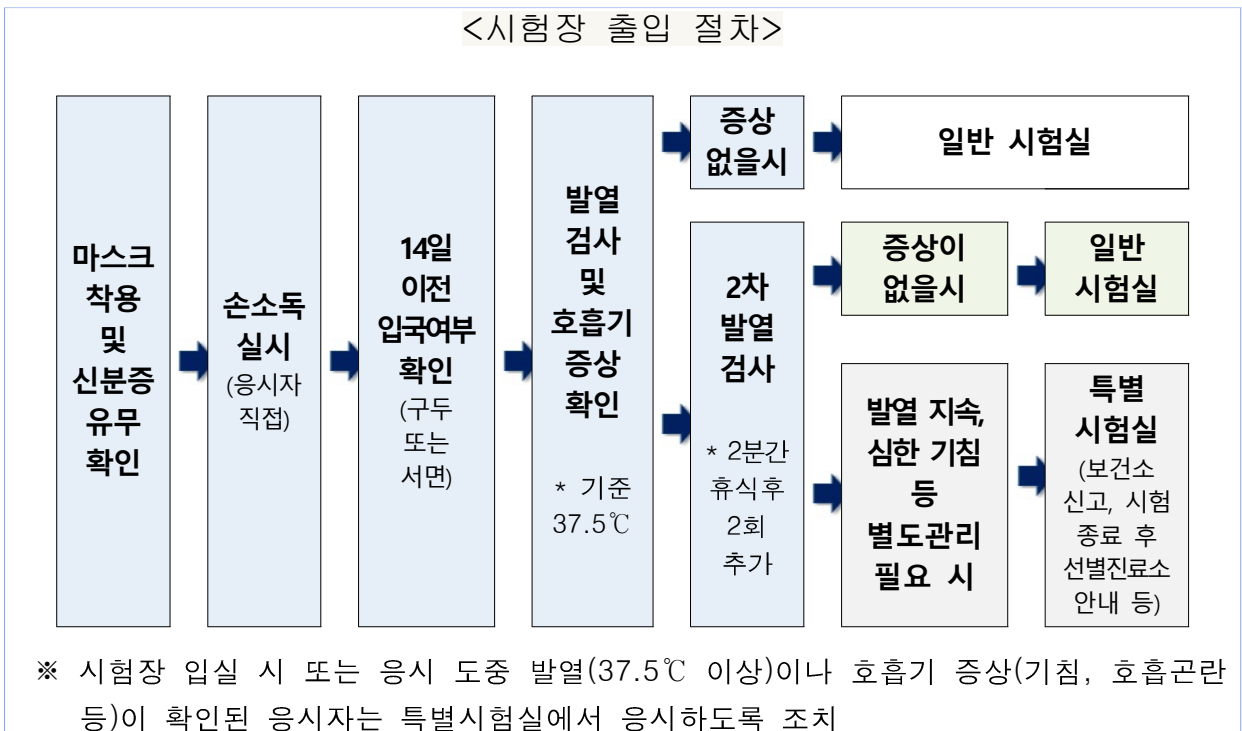 <시험장 출입 절차>
마스크
착용
및
신분증
유무
확인
손소독
실시
(응시자
직접)
14일
이전
입국여부
확인
(구두
또는
서면)
발열
검사
및
호흡기
증상
확인
* 기준
37.5℃
증상
없을시
일반 시험실
2차
발열
검사
* 2분간
휴식후
2회
추가
증상이
없을시
일반
시험실
발열 지속,
심한 기침
등
별도관리
필요 시
특별
시험실
(보건소
신고, 시험
종료 후
선별진료소
안내 등)
※ 시험장 입실 시 또는 응시 도중 발열(37.5℃ 이상)이나 호흡기 증상(기침, 호흡곤란
등)이 확인된 응시자는 특별시험실에서 응시하도록 조치